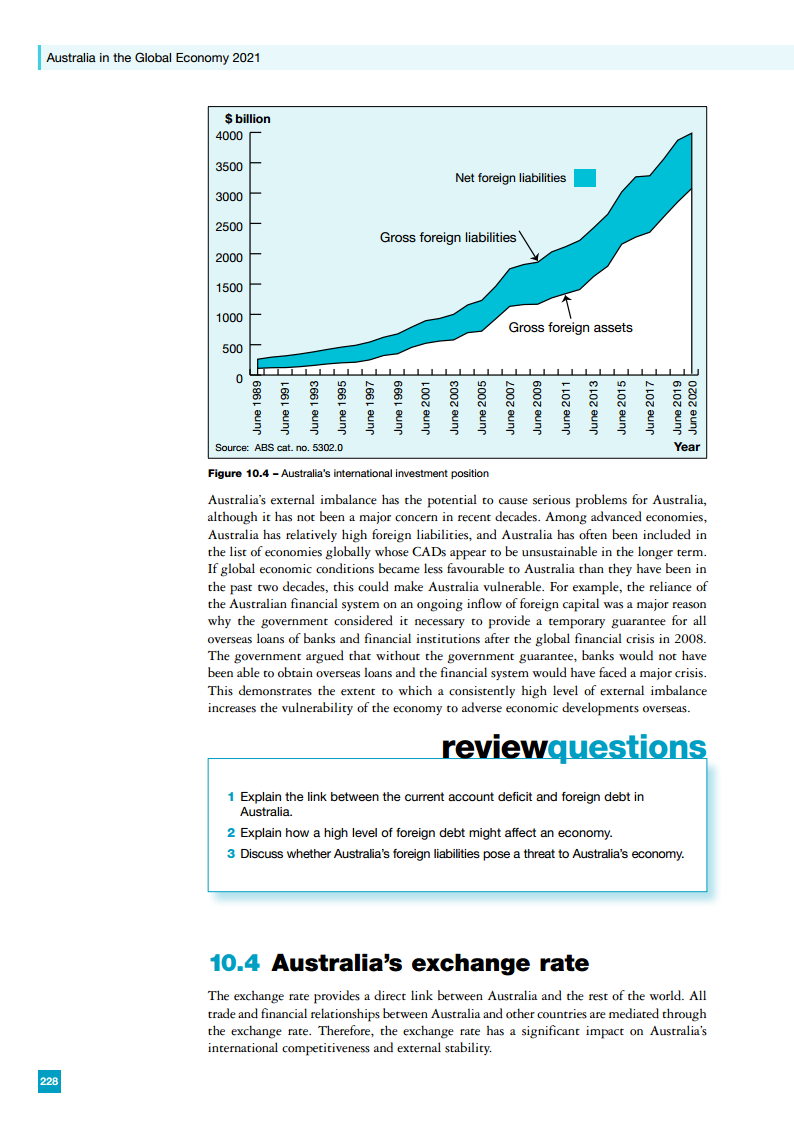 Australia in the Global Economy 2021
$ billion
4000
3500
3000
2500
2000
1500
1000
500
0
Net foreign liabilities
Gross foreign liabilities
Gross foreign assets
June 1989
June 1991
June 1993
June 1995
June 1997
June 1999
June 2001
June 2003
June 2005
June 2007
June 2009
June 2011
June 2013
June 2015
June 2017
June 2019
June 2020
Source: ABS cat. no. 5302.0
Year
Figure 10.4 – Australia's international investment position
Australia's external imbalance has the potential to cause serious problems for Australia,
although it has not been a major concern in recent decades. Among advanced economies,
Australia has relatively high foreign liabilities, and Australia has often been included in
the list of economies globally whose CADs appear to be unsustainable in the longer term.
If global economic conditions became less favourable to Australia than they have been in
the past two decades, this could make Australia vulnerable. For example, the reliance of
the Australian financial system on an ongoing inflow of foreign capital was a major reason
why the government considered it necessary to provide a temporary guarantee for all
overseas loans of banks and financial institutions after the global financial crisis in 2008.
The government argued that without the government guarantee, banks would not have
been able to obtain overseas loans and the financial system would have faced a major crisis.
This demonstrates the extent to which a consistently high level of external imbalance
increases the vulnerability of the economy to adverse economic developments overseas.
reviewquestions
1 Explain the link between the current account deficit and foreign debt in
Australia.
2 Explain how a high level of foreign debt might affect an economy.
3 Discuss whether Australia's foreign liabilities pose a threat to Australia's economy.
10.4 Australia's exchange rate
The exchange rate provides a direct link between Australia and the rest of the world. All
trade and financial relationships between Australia and other countries are mediated through
the exchange rate. Therefore, the exchange rate has a significant impact on Australia's
international competitiveness and external stability.
228